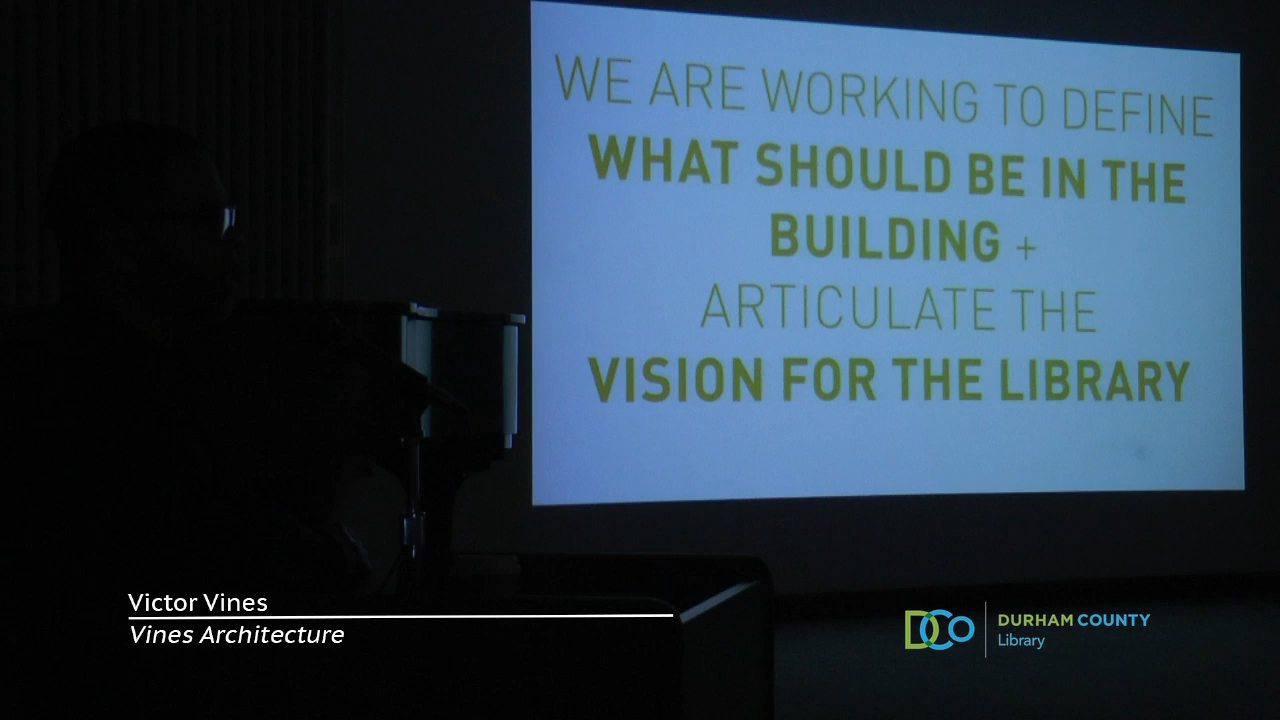 WE ARE WORKING TO DEFINE
WHAT SHOULD BE IN THE
BUILDING +
ARTICULATE THE
VISION FOR THE LIBRARY
Victor Vines
Vines Architecture
DCO
DURHAM COUNTY
Library